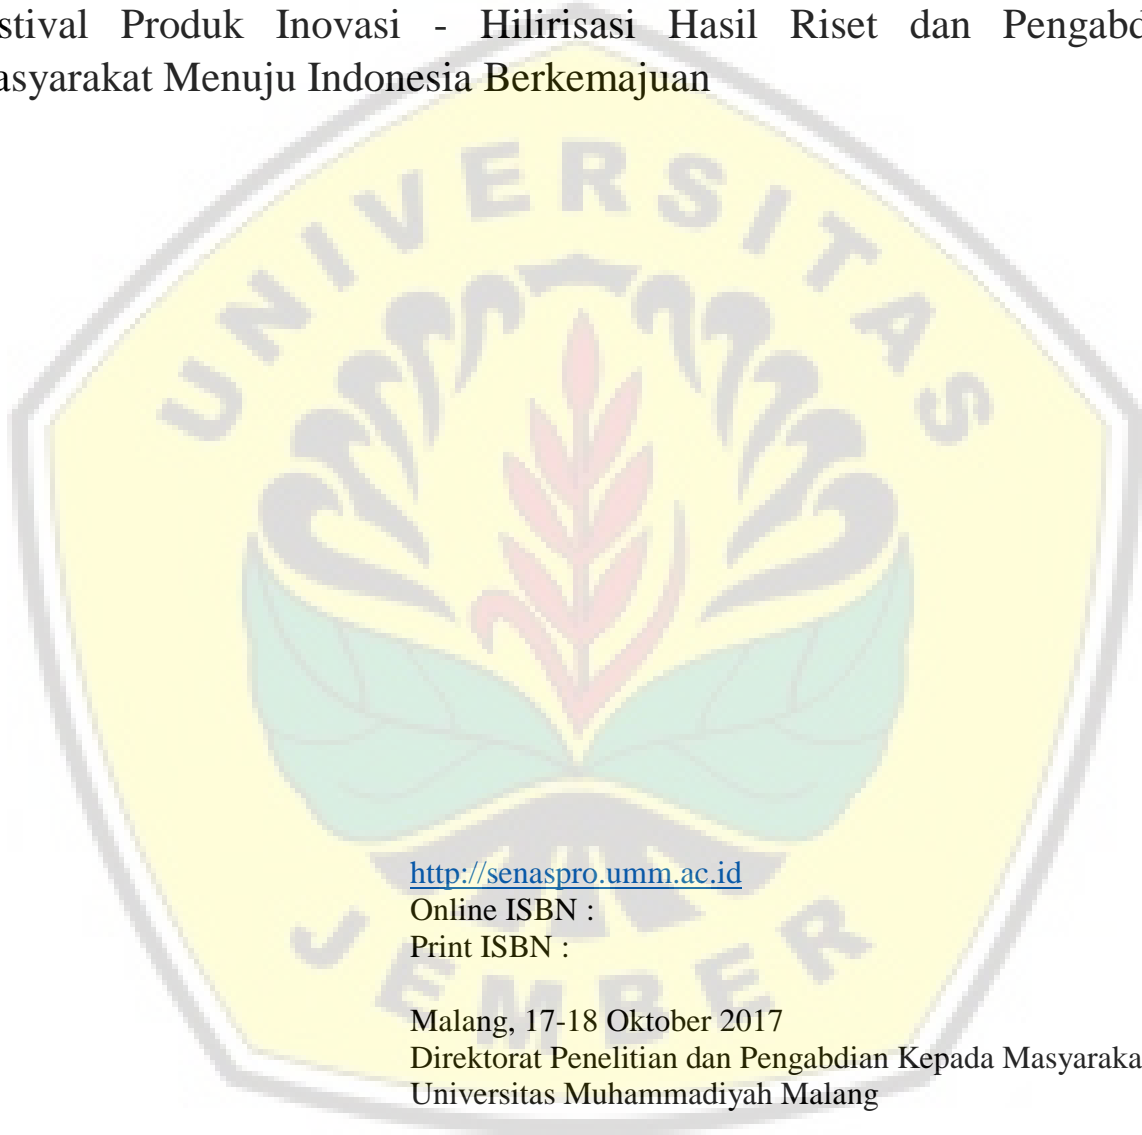 stival Produk Inovasi - Hilirisasi Hasil Riset dan Pengabd
asyarakat Menuju Indonesia Berkemajuan
UNIVERSITAS
http://senaspro.umm.ac.id
Online ISBN :
Print ISBN :
JEMBER
Malang, 17-18 Oktober 2017
Direktorat Penelitian dan Pengabdian Kepada Masyaraka
Universitas Muhammadiyah Malang